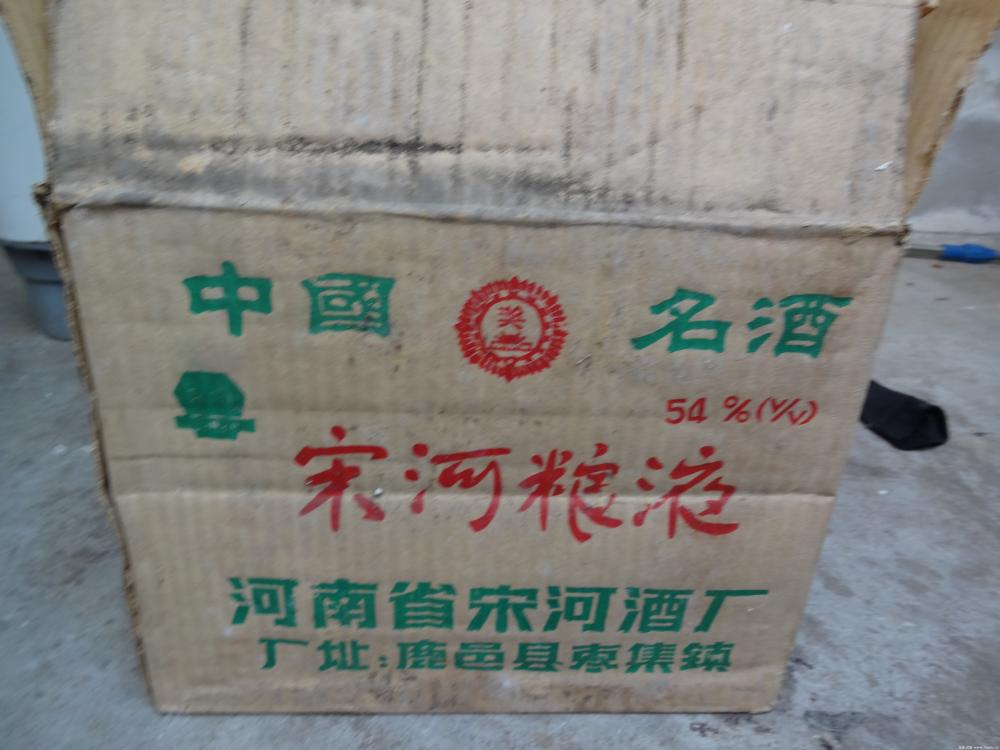 中國 名酒
54%(V/V)
宋河粮液
河南省宋河酒厂
厂址:鹿邑县枣集镇